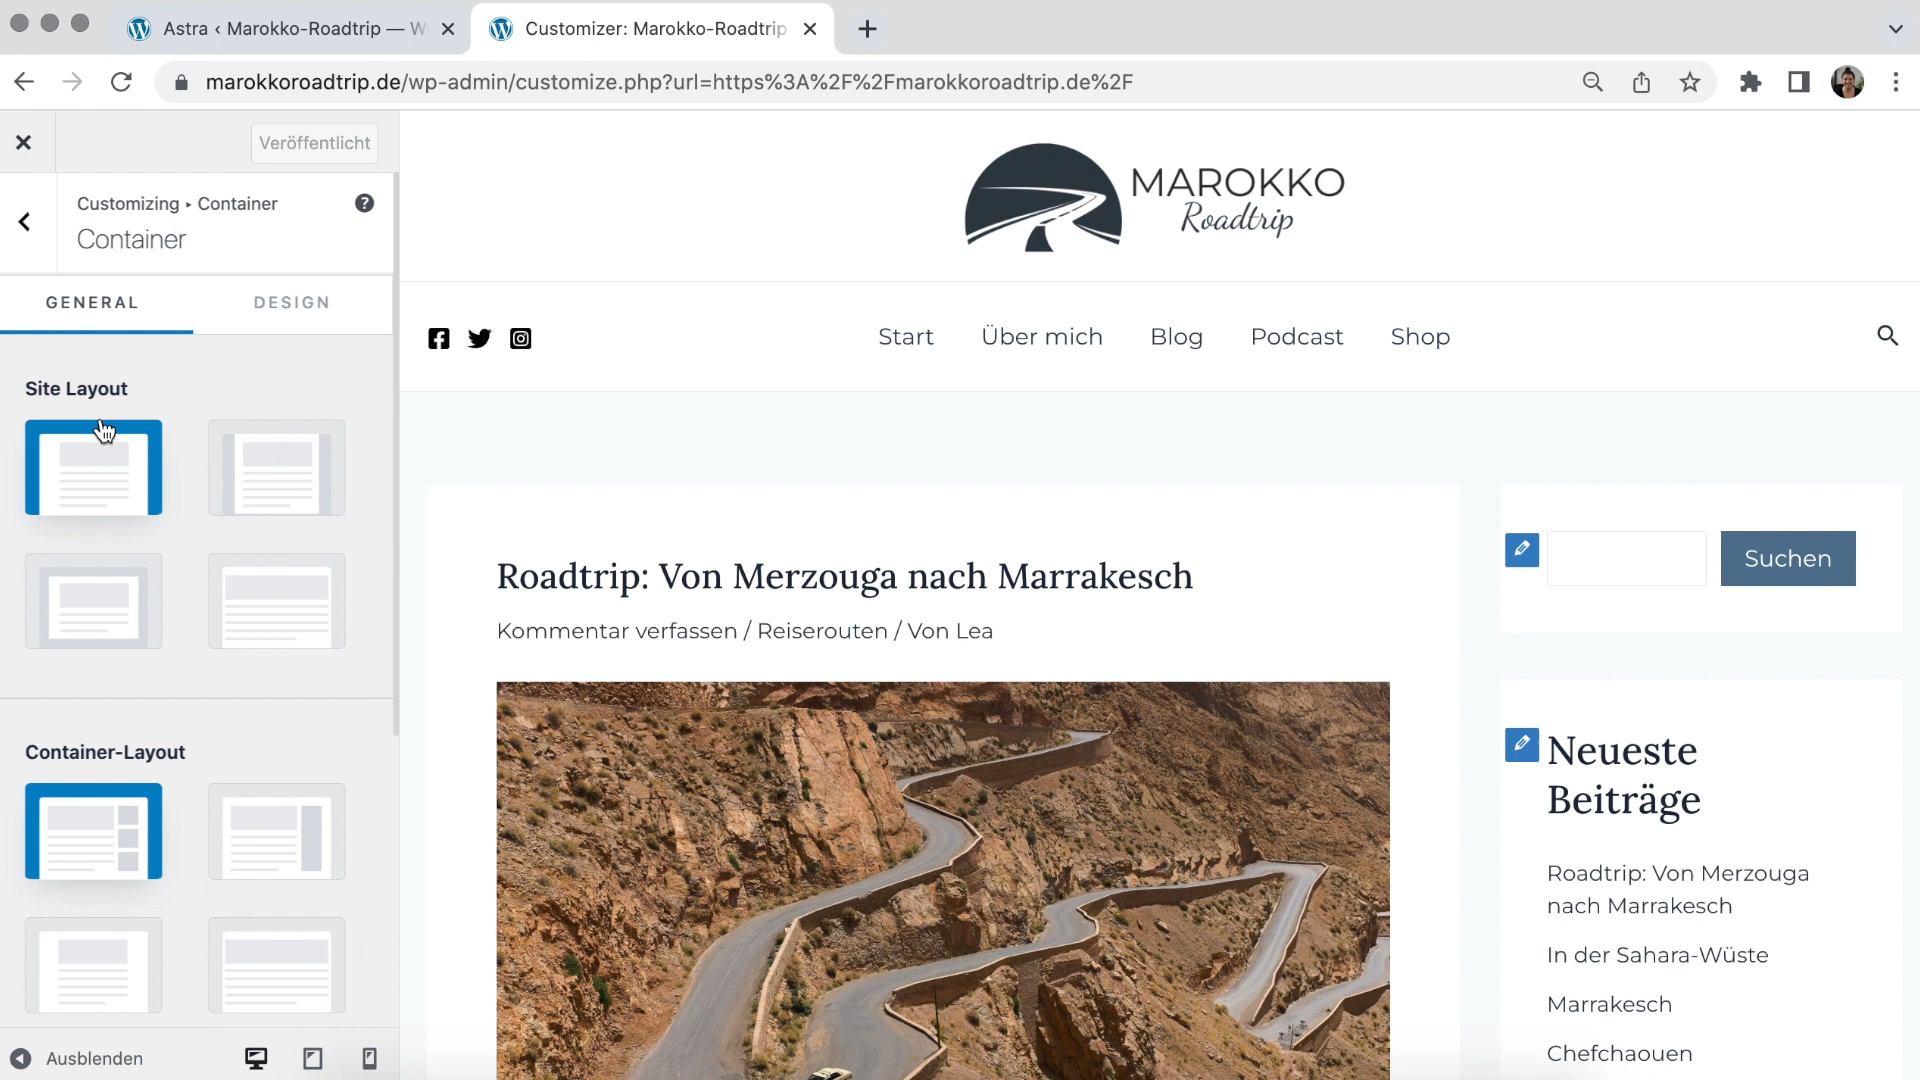 Astra ‹ Marokko-Roadtrip — W
Customizer: Marokko-Roadtrip
marokkoroadtrip.de/wp-admin/customize.php?url=https%3A%2F%2Fmarokkoroadtrip.de%2F
Veröffentlicht
Customizing ▸ Container
Container
GENERAL
DESIGN
Site Layout
Container-Layout
Ausblenden
MAROKKO
Roadtrip
Start
Über mich
Blog
Podcast
Shop
Roadtrip: Von Merzouga nach Marrakesch
Kommentar verfassen / Reiserouten / Von Lea
Suchen
Neueste
Beiträge
Roadtrip: Von Merzouga
nach Marrakesch
In der Sahara-Wüste
Marrakesch
Chefchaouen